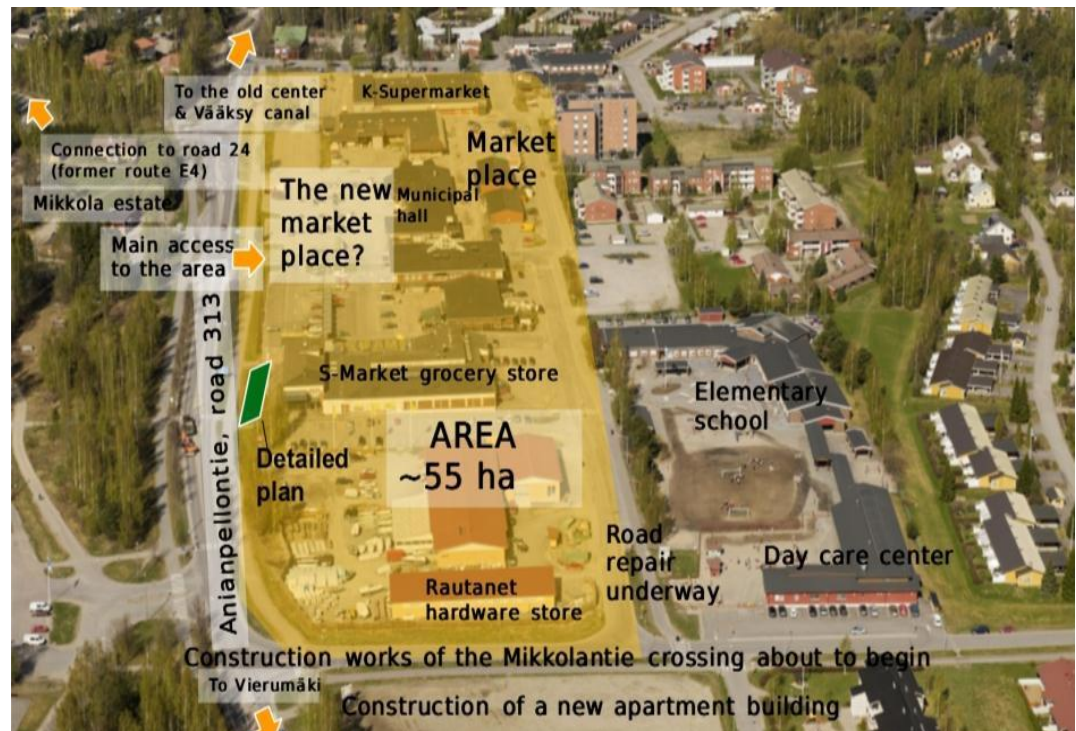 K-Supermarket
To the old center
& Vääksy canal
Market
place
Connection to road 24
(former route E4)
The new
market
place?
Municipal
hall
Mikkola estate
Main access
to the area
Anianpellontie, road 313
S-Market grocery store
Elementary
school
AREA
~55 ha
Detailed
plan
Road
repair
underway
Day care center
Rautanet
hardware store
Construction works of the Mikkolantie crossing about to begin
To Vierumäki
Construction of a new apartment building